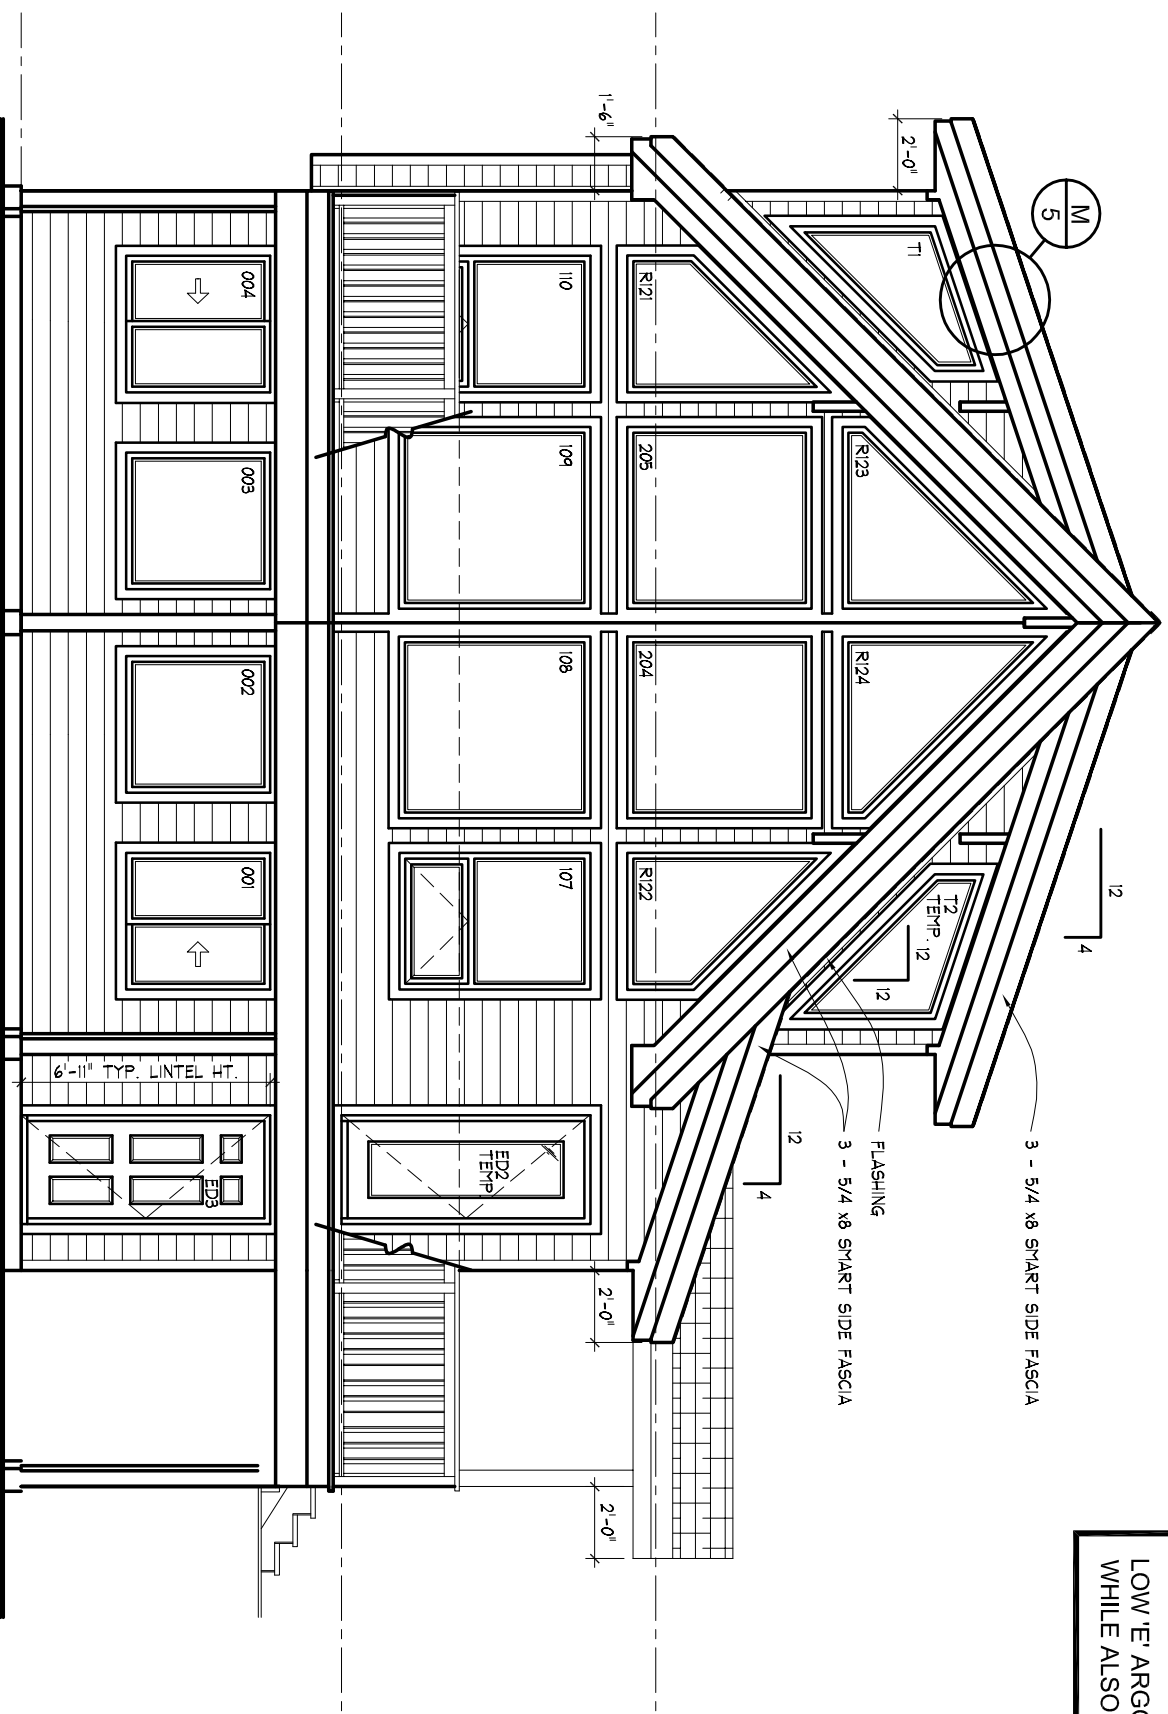 LOW 'E' ARGO
WHILE ALSO
M
5
2'-0"
1'-6"
T1
12
4
3 - 5/4 x8 SMART SIDE FASCIA
T2
TEMP.
12
12
FLASHING
3 - 5/4 x8 SMART SIDE FASCIA
12
4
R123
R124
R121
205
204
R122
2'-0"
2'-0"
110
109
108
107
ED2
TEMP
004
003
002
001
6'-11" TYP. LINTEL HT.
ED3